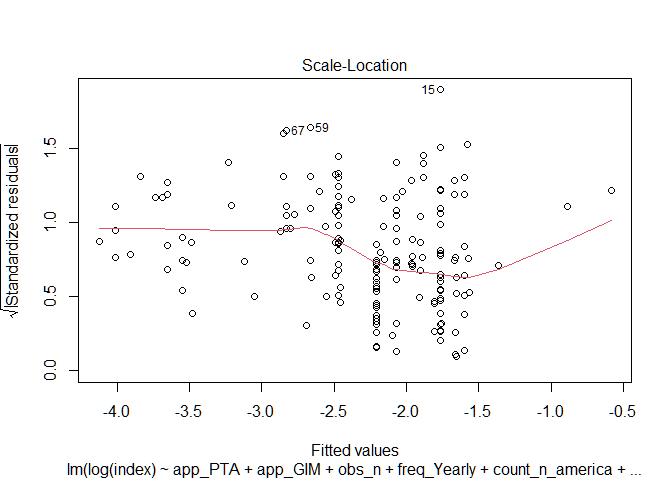 Scale-Location
√|Standardized residuals|
1.5
1.0
0.5
0.0
15
67
59
-4.0 -3.5 -3.0 -2.5 -2.0 -1.5 -1.0 -0.5
Fitted values
lm(log(index) ~ app_PTA + app_GIM + obs_n + freq_Yearly + count_n_america + ...